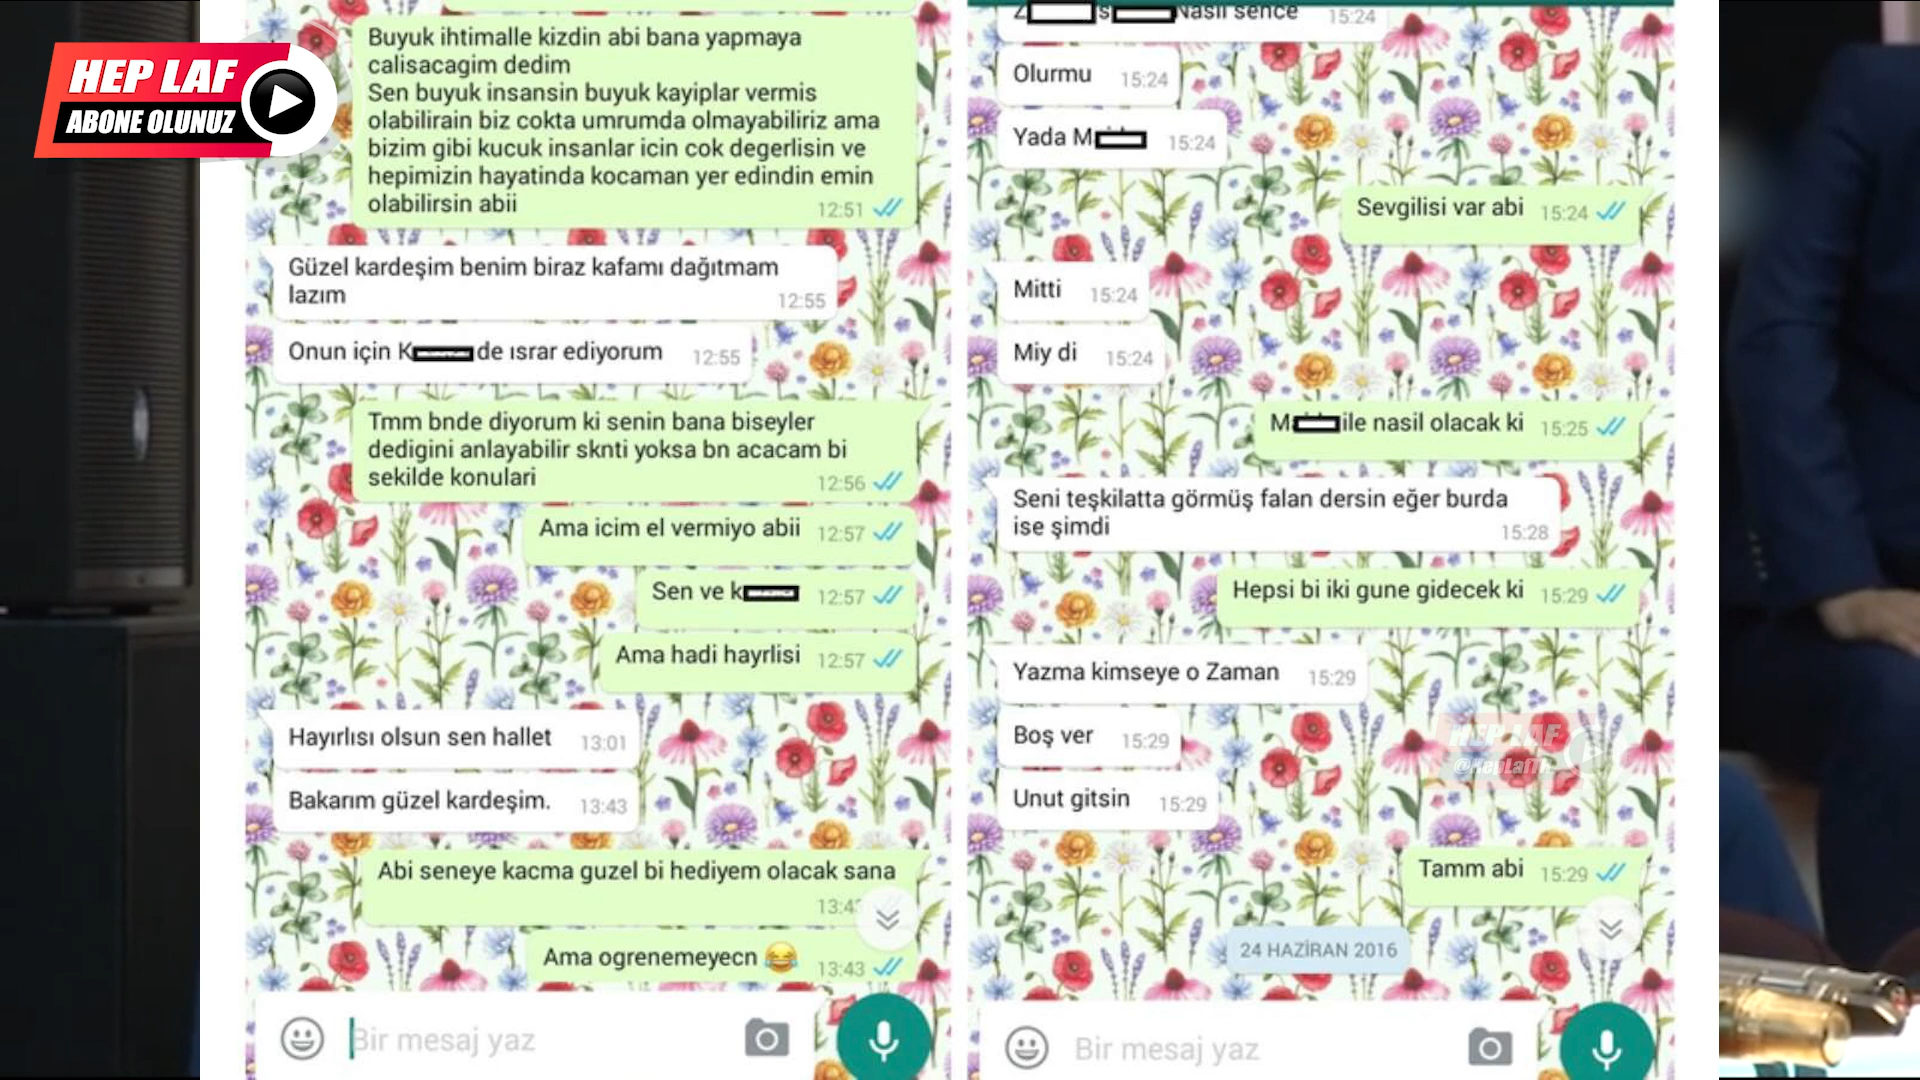 HEP LAF
ABONE OLUNUZ
Buyuk ihtimalle kizdin abi bana yapmaya
calisacagim dedim
Sen buyuk insansin buyuk kayiplar vermis
olabilirain biz cokta umrumda olmayabiliriz ama
bizim gibi kucuk insanlar icin cok degerlisin ve
hepimizin hayatinda kocaman yer edindin emin
olabilirsin abii
12:51
Güzel kardeşim benim biraz kafamı dağıtmam
lazım
12:55
Onun için K de ısrar ediyorum 12:55
Tmm bnde diyorum ki senin bana biseyler
dedigini anlayabilir sknti yoksa bn acacam bi
sekilde konulari
12:56
Ama icim el vermiyo abii 12:57
Sen ve k 12:57
Ama hadi hayrlisi 12:57
Hayırlısı olsun sen hallet 13:01
Bakarım güzel kardeşim. 13:43
Abi seneye kacma guzel bi hediyem olacak sana
13:43
Ama ogrenemeyecn 😂 13:43
Bir mesaj yaz
Z s Nasıl sence 15:24
Olurmu 15:24
Yada M 15:24
Sevgilisi var abi 15:24
Mitti 15:24
Miy di 15:24
M ile nasil olacak ki 15:25
Seni teşkilatta görmüş falan dersin eğer burda
ise şimdi
15:28
Hepsi bi iki gune gidecek ki 15:29
Yazma kimseye o Zaman 15:29
Boş ver 15:29
HEP LAF
@HepLafTR
Unut gitsin 15:29
Tamm abi 15:29
24 HAZİRAN 2016
Bir mesaj yaz